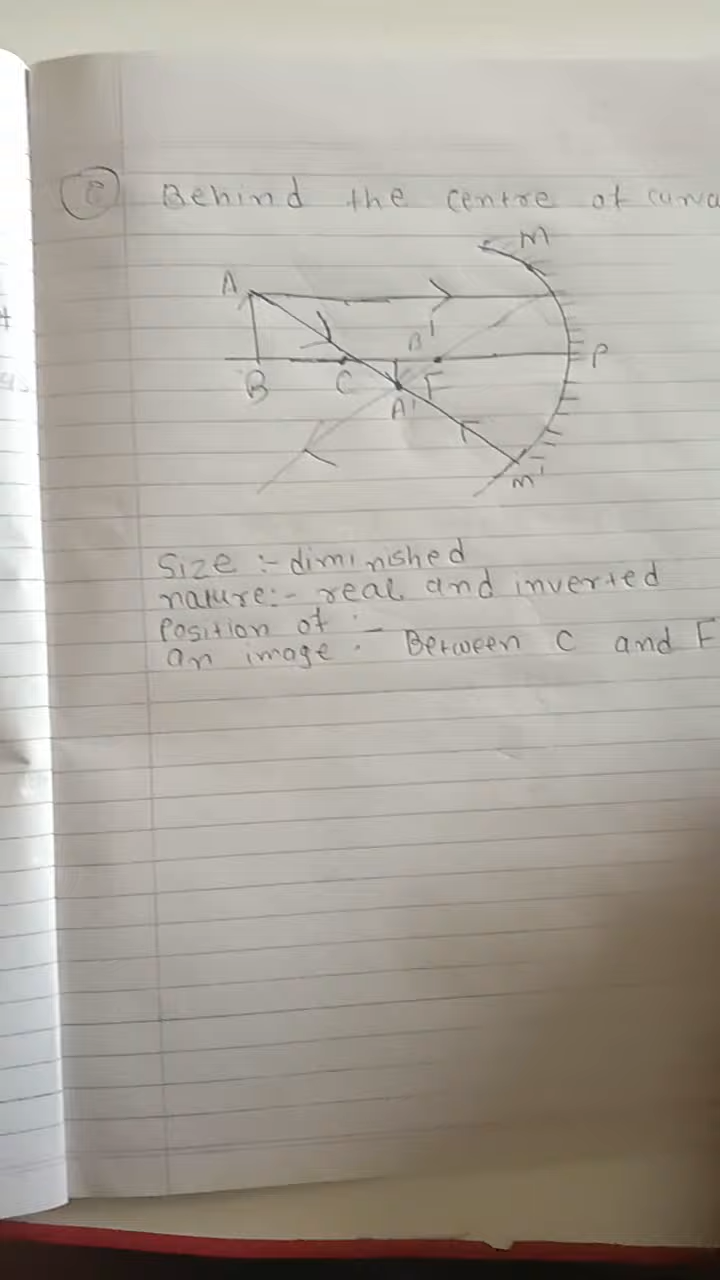 Behind the centre of curva
M
A
B'
P
B
C
F
A'
M'
Size :- diminished
nature:- real and inverted
Position of
an image :- Between C and F